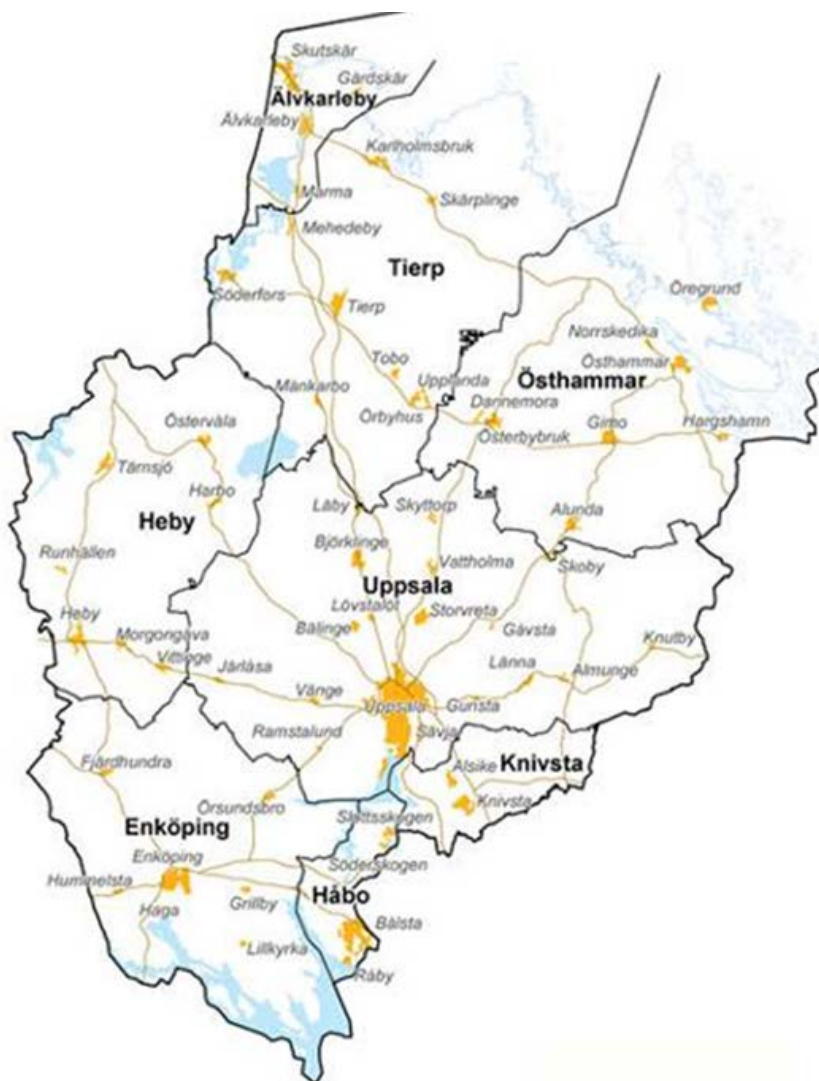 Skutskär
Gårdskär
Älvkarleby
Älvkarleby
Karlholmsbruk
Marma
Skärplinge
Mehedeby
Tierp
Söderfors
Öregrund
Tierp
Norrskedika
Tobo
Östhammar
Upplanda
Östhammar
Månkarbo
Dannemora
Örbyhus
Gimo
Hargshamn
Österbybruk
Östervåla
Tärnsjö
Harbo
Läby
Skyttorp
Alunda
Heby
Björklinge
Vattholma
Skoby
Runhällen
Uppsala
Lövstalöt
Storvreta
Heby
Bälinge
Gåvsta
Knutby
Morgongåva
Vittinge
Järlåsa
Länna
Almunge
Vänge
Uppsala
Gunsta
Ramstalund
Sävja
Fjärdhundra
Alsike
Knivsta
Örsundsbro
Knivsta
Enköping
Slottsskogen
Enköping
Söderskogen
Hummelsta
Grillby
Håbo
Haga
Bålsta
Lillkyrka
Råby